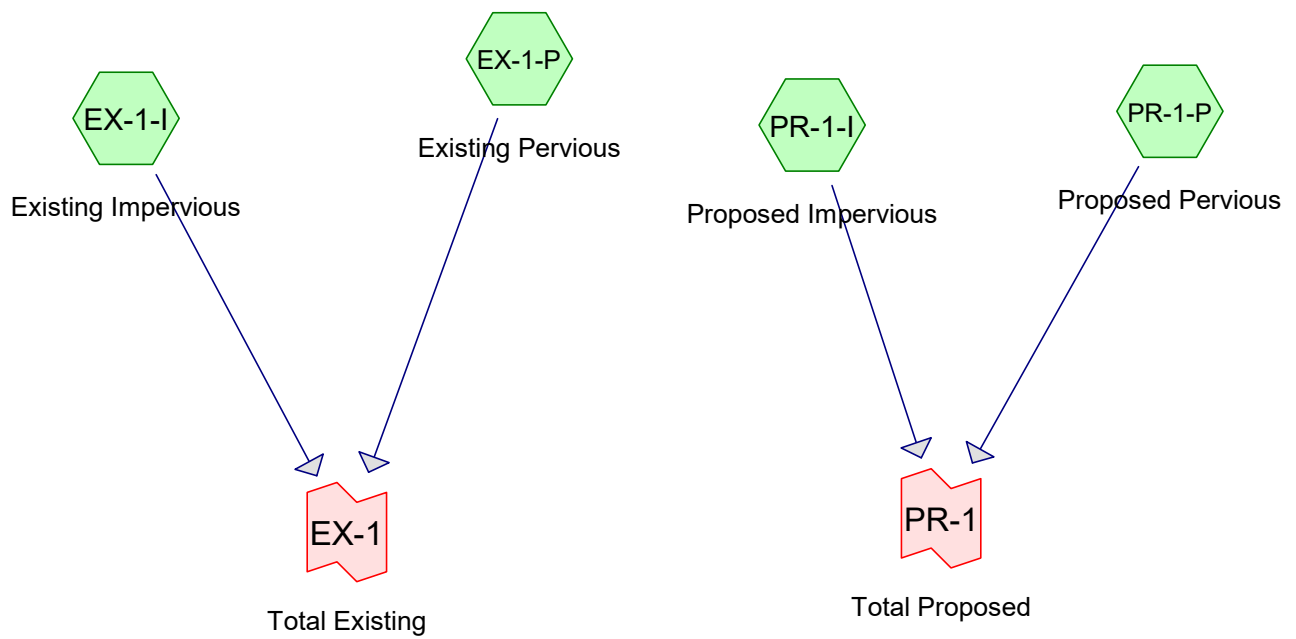 EX-1-P
EX-1-I
Existing Pervious
Existing Impervious
PR-1-P
PR-1-I
Proposed Pervious
Proposed Impervious
EX-1
Total Existing
PR-1
Total Proposed